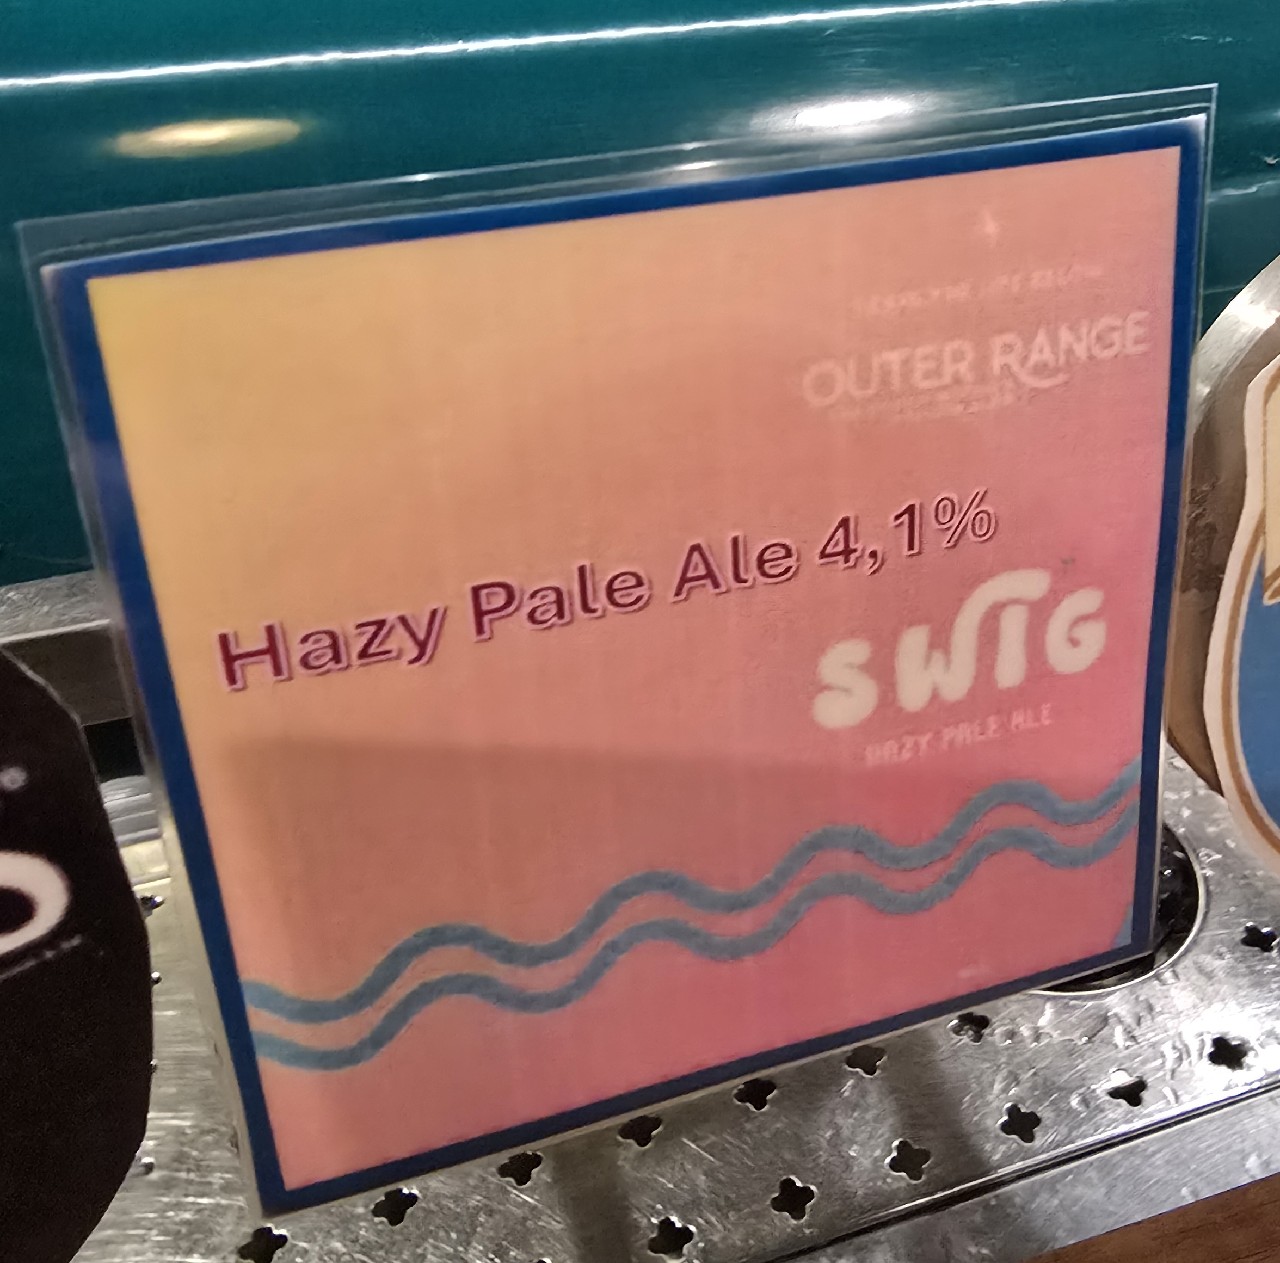 OUTER RANGE
Hazy Pale Ale 4,1%
SWIG
HAZY PALE ALE